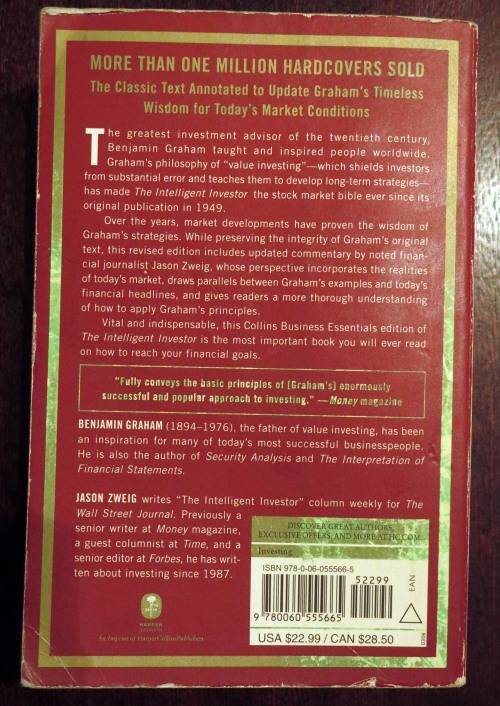 MORE THAN ONE MILLION HARDCOVERS SOLD
The Classic Text Annotated to Update Graham's Timeless
Wisdom for Today's Market Conditions
The greatest investment advisor of the twentieth century,
Benjamin Graham taught and inspired people worldwide.
Graham's philosophy of "value investing"—which shields investors
from substantial error and teaches them to develop long-term strategies—
has made The Intelligent Investor the stock market bible ever since its
original publication in 1949.
Over the years, market developments have proven the wisdom of
Graham's strategies. While preserving the integrity of Graham's original
text, this revised edition includes updated commentary by noted finan-
cial journalist Jason Zweig, whose perspective incorporates the realities
of today's market, draws parallels between Graham's examples and today's
financial headlines, and gives readers a more thorough understanding
of how to apply Graham's principles.
Vital and indispensable, this Collins Business Essentials edition of
The Intelligent Investor is the most important book you will ever read
on how to reach your financial goals.
"Fully conveys the basic principles of [Graham's] enormously
successful and popular approach to investing." —Money magazine
BENJAMIN GRAHAM (1894–1976), the father of value investing, has been
an inspiration for many of today's most successful businesspeople.
He is also the author of Security Analysis and The Interpretation of
Financial Statements.
JASON ZWEIG writes "The Intelligent Investor" column weekly for The
Wall Street Journal. Previously a
senior writer at Money magazine,
a guest columnist at Time, and a
senior editor at Forbes, he has writ-
ten about investing since 1987.
HARPER
BUSINESS
An Imprint of HarperCollinsPublishers
DISCOVER GREAT AUTHORS,
EXCLUSIVE OFFERS, AND MORE AT HC.COM.
Investing
ISBN 978-0-06-055566-5
52299
EAN
9 780060 555665
USA $22.99 / CAN $28.50